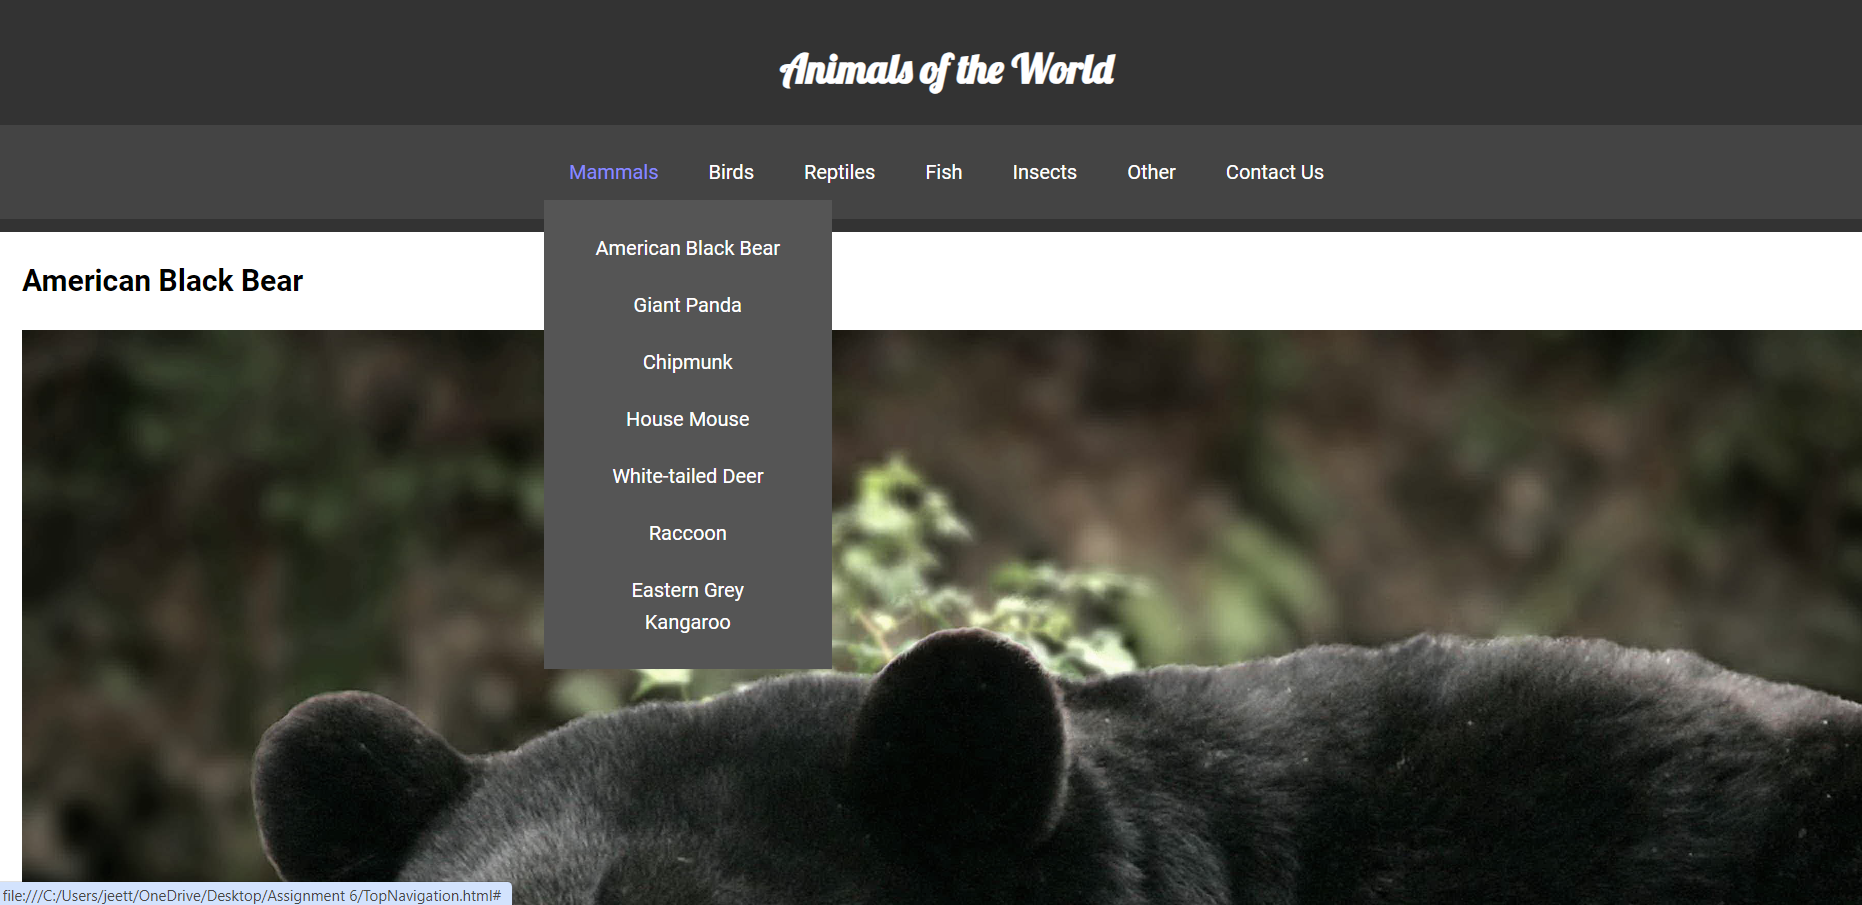 Animals of the World
Mammals Birds Reptiles Fish Insects Other Contact Us
American Black Bear
Giant Panda
Chipmunk
House Mouse
White-tailed Deer
Raccoon
Eastern Grey
Kangaroo
American Black Bear
file:///C:/Users/jeett/OneDrive/Desktop/Assignment 6/TopNavigation.html#